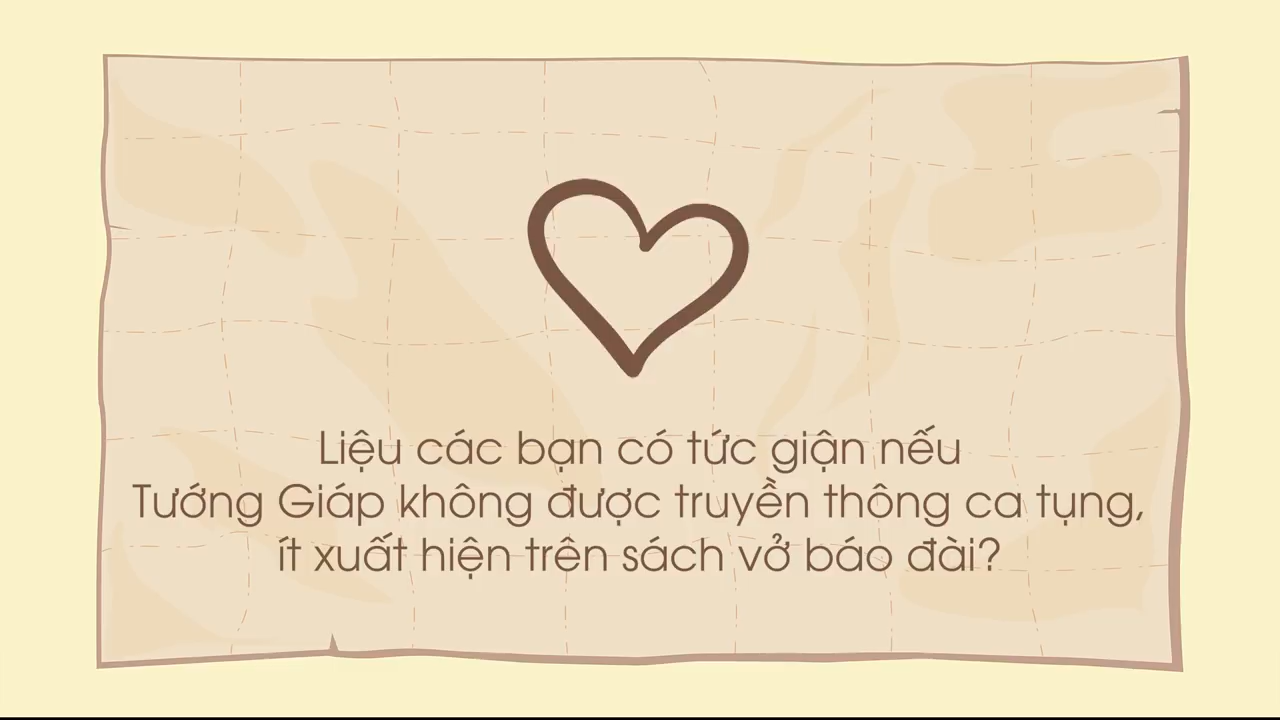 Liệu các bạn có tức giận nếu
Tướng Giáp không được truyền thông ca tụng,
ít xuất hiện trên sách vở báo đài?